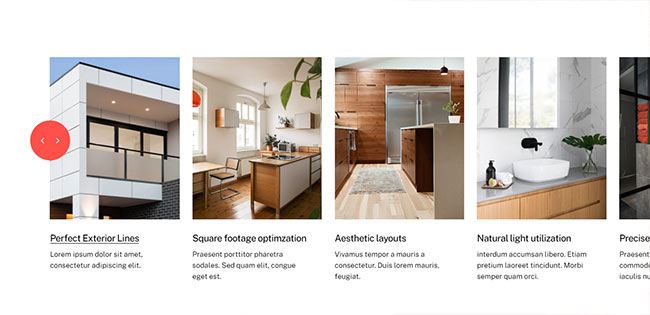 Perfect Exterior Lines
Lorem ipsum dolor sit amet,
consectetur adipiscing elit.
Square footage optimzation
Praesent porttitor pharetra
sodales. Sed quam elit, congue
eget est.
Aesthetic layouts
Vivamus tempor a mauris a
consectetur. Duis lorem mauris,
feugiat.
Natural light utilization
interdum accumsan libero. Etiam
pretium laoreet tincidunt. Morbi
semper quam orci.
Precise
Praesent
commodo
iaculis nu